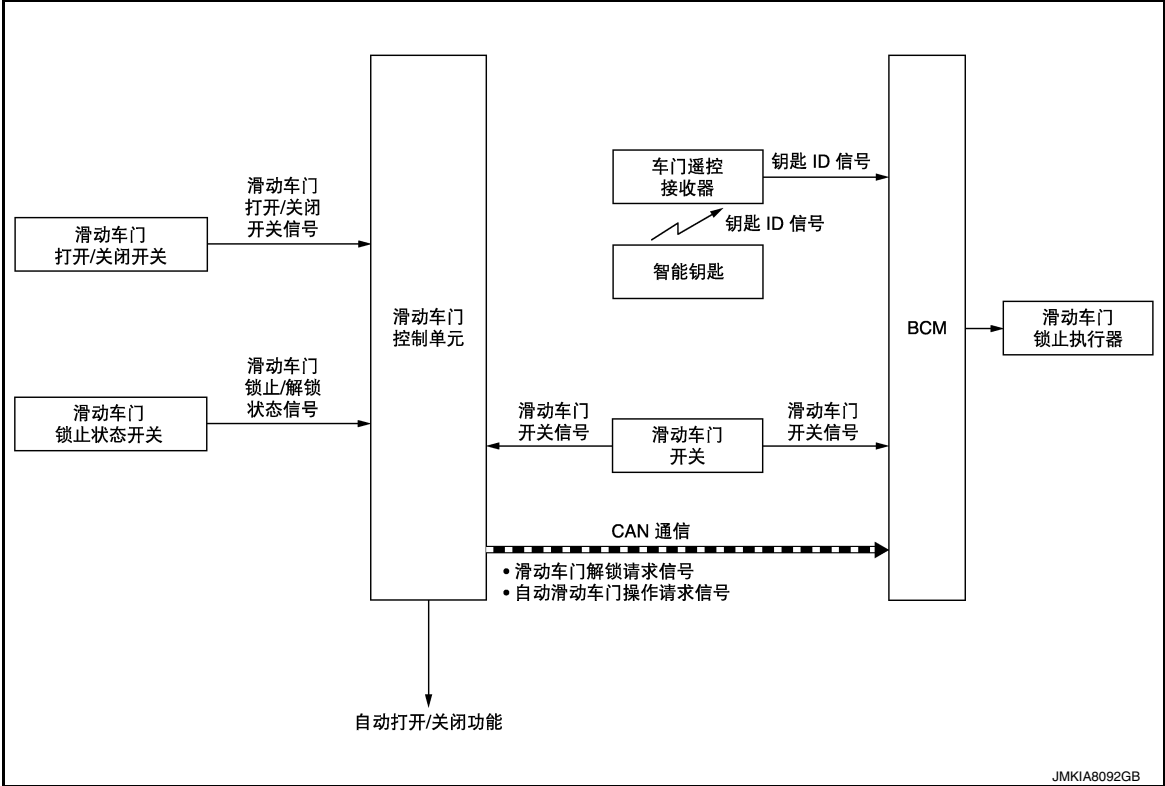 滑动车门
打开/关闭开关
滑动车门
打开/关闭
开关信号
滑动车门
锁止状态开关
滑动车门
锁止/解锁
状态信号
滑动车门
控制单元
车门遥控
接收器
钥匙 ID 信号
钥匙 ID 信号
智能钥匙
滑动车门
开关信号
滑动车门
开关
滑动车门
开关信号
BCM
滑动车门
锁止执行器
CAN 通信
• 滑动车门解锁请求信号
• 自动滑动车门操作请求信号
自动打开/关闭功能
JMKIA8092GB